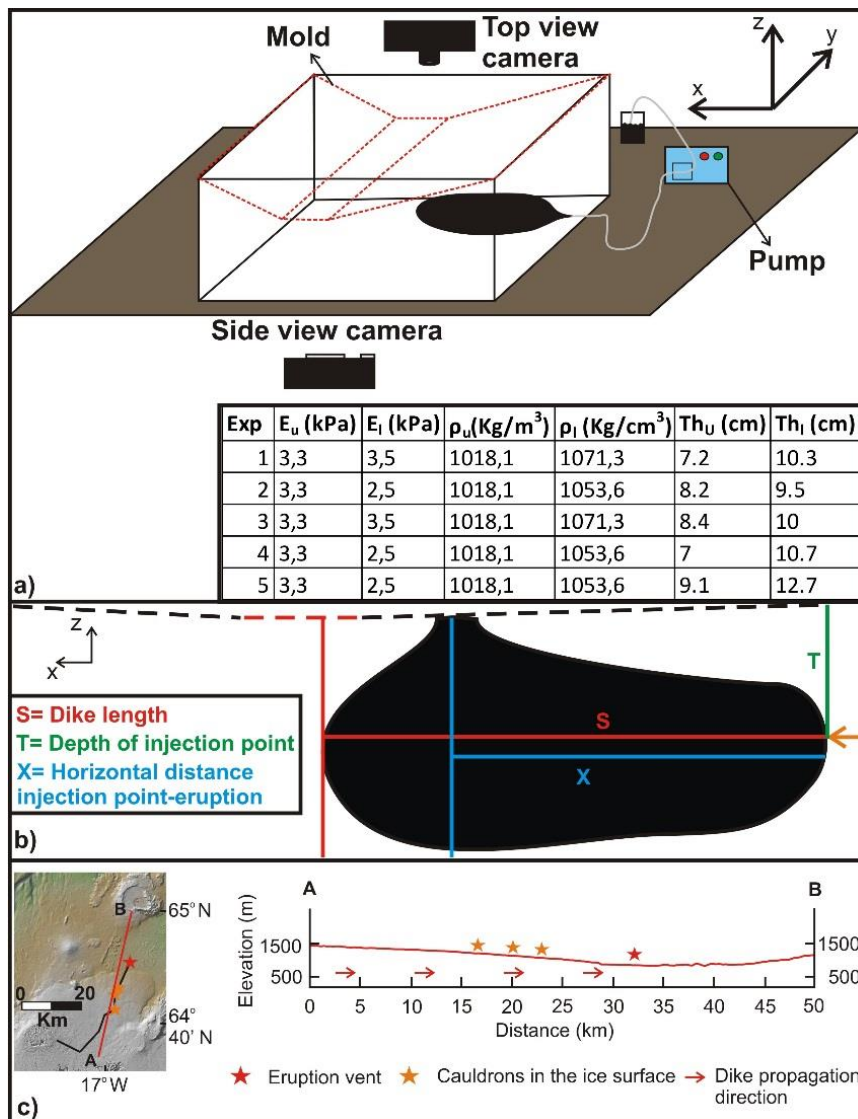 Mold
Top view
camera
z
y
x
Pump
Side view camera
Exp E_u (kPa) E_l (kPa) ρ_u(Kg/m³) ρ_l (Kg/cm³) Th_U (cm) Th_l (cm)
1 3,3 3,5 1018,1 1071,3 7.2 10.3
2 3,3 2,5 1018,1 1053,6 8.2 9.5
3 3,3 3,5 1018,1 1071,3 8.4 10
4 3,3 2,5 1018,1 1053,6 7 10.7
5 3,3 2,5 1018,1 1053,6 9.1 12.7
a)
z
x
T
S
X
S= Dike length
T= Depth of injection point
X= Horizontal distance
injection point-eruption
b)
B
65° N
0 20
Km
64°
40' N
A
17° W
A B
Elevation (m)
1500 1500
500 500
0 5 10 15 20 25 30 35 40 45 50
Distance (km)
Eruption vent Cauldrons in the ice surface Dike propagation
direction
c)